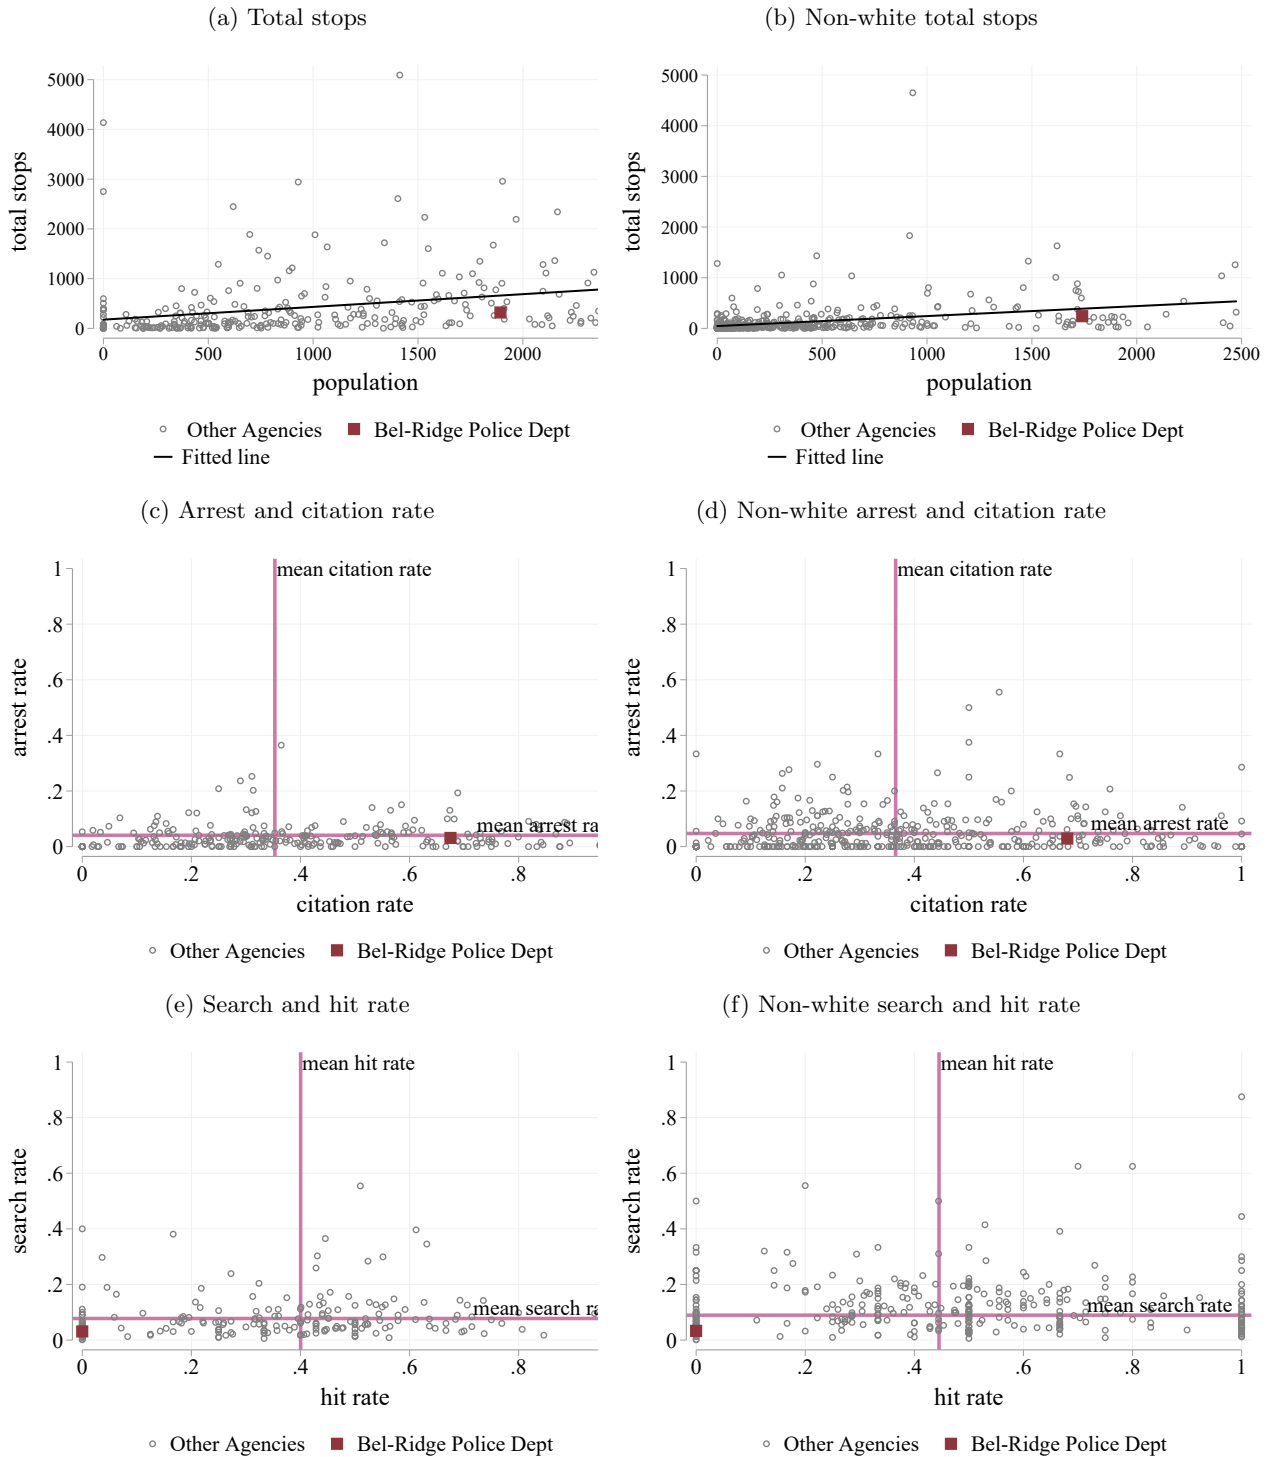 (a) Total stops
(b) Non-white total stops
total stops
5000
4000
3000
2000
1000
0
0 500 1000 1500 2000
population
Other Agencies Bel-Ridge Police Dept
Fitted line
total stops
5000
4000
3000
2000
1000
0
0 500 1000 1500 2000 2500
population
Other Agencies Bel-Ridge Police Dept
Fitted line
(c) Arrest and citation rate
(d) Non-white arrest and citation rate
arrest rate
1
.8
.6
.4
.2
0
mean citation rate
mean arrest ra
0 .2 .4 .6 .8
citation rate
Other Agencies Bel-Ridge Police Dept
arrest rate
1
.8
.6
.4
.2
0
mean citation rate
mean arrest rate
0 .2 .4 .6 .8 1
citation rate
Other Agencies Bel-Ridge Police Dept
(e) Search and hit rate
(f) Non-white search and hit rate
search rate
1
.8
.6
.4
.2
0
mean hit rate
mean search ra
0 .2 .4 .6 .8
hit rate
Other Agencies Bel-Ridge Police Dept
search rate
1
.8
.6
.4
.2
0
mean hit rate
mean search rate
0 .2 .4 .6 .8 1
hit rate
Other Agencies Bel-Ridge Police Dept